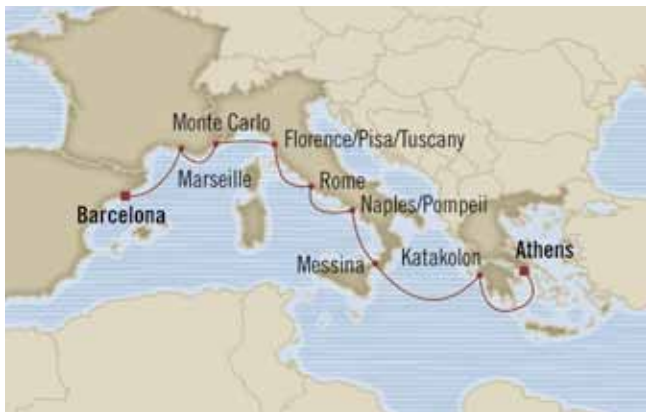 Monte Carlo
Florence/Pisa/Tuscany
Marseille
Rome
Barcelona
Naples/Pompeii
Messina
Katakolon
Athens